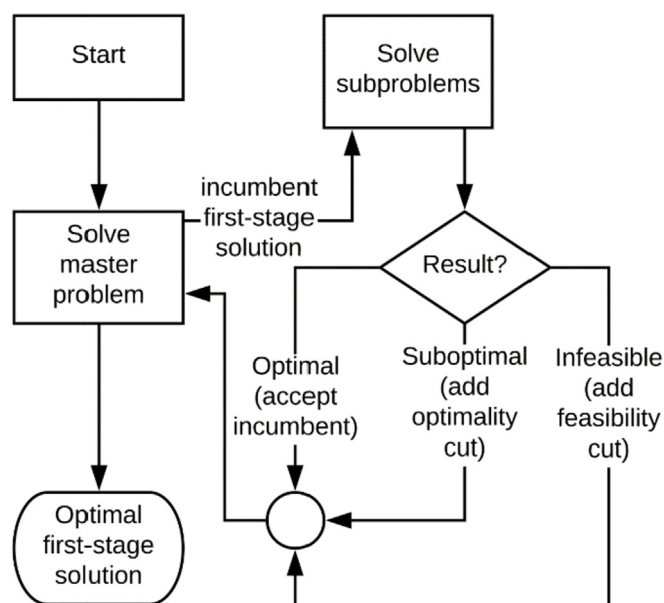 Start
Solve
subproblems
incumbent
first-stage
solution
Solve
master
problem
Result?
Optimal
(accept
incumbent)
Suboptimal
(add
optimality
cut)
Infeasible
(add
feasibility
cut)
Optimal
first-stage
solution